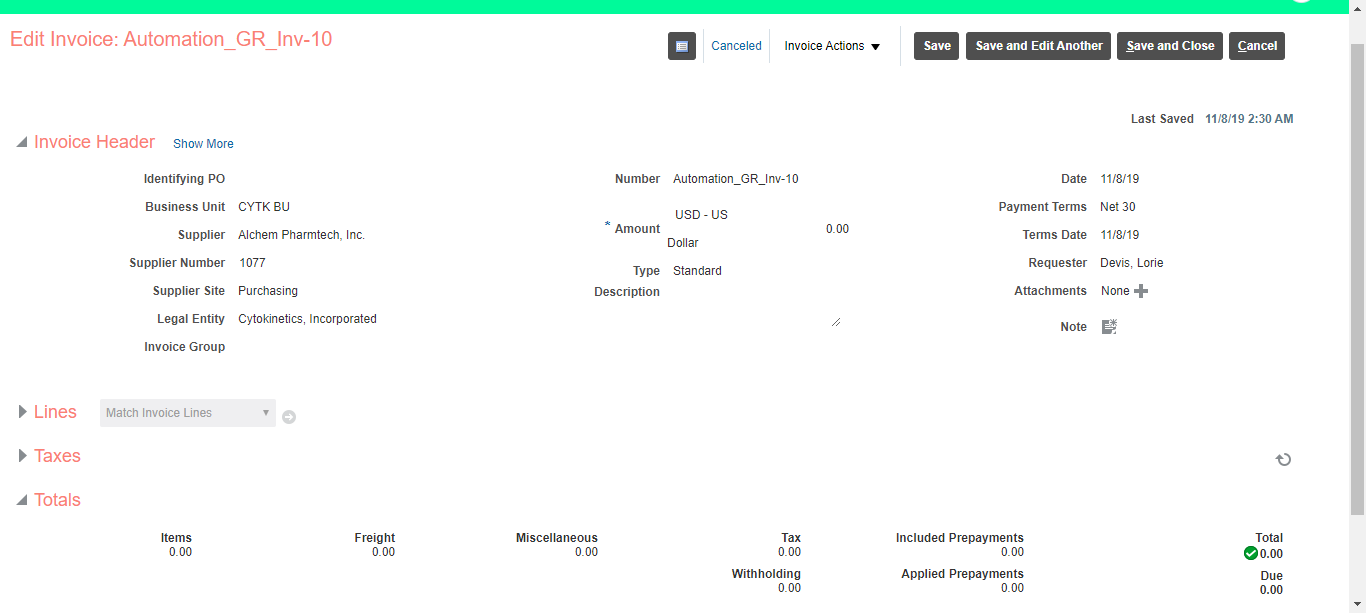 Edit Invoice: Automation_GR_Inv-10
Canceled
Invoice Actions
Save
Save and Edit Another
Save and Close
Cancel
Last Saved 11/8/19 2:30 AM
Invoice Header Show More
Identifying PO
Business Unit CYTK BU
Supplier Alchem Pharmtech, Inc.
Supplier Number 1077
Supplier Site Purchasing
Legal Entity Cytokinetics, Incorporated
Invoice Group
Number Automation_GR_Inv-10
* Amount USD - US
Dollar
0.00
Type Standard
Description
Date 11/8/19
Payment Terms Net 30
Terms Date 11/8/19
Requester Devis, Lorie
Attachments None
Note
Lines Match Invoice Lines
Taxes
Totals
Items Freight Miscellaneous Tax Included Prepayments Total
0.00 0.00 0.00 0.00 0.00 0.00
Withholding Applied Prepayments Due
0.00 0.00 0.00